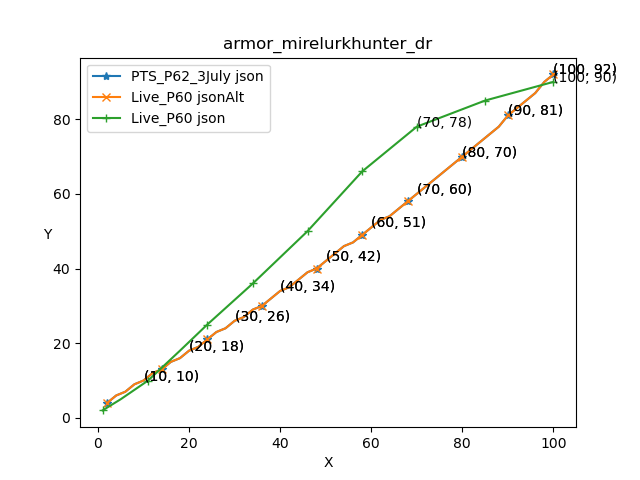 armor_mirelurkhunter_dr
PTS_P62_3July json
Live_P60 jsonAlt
Live_P60 json
(100, 92)
(100, 90)
(90, 81)
(70, 78)
(80, 70)
(70, 60)
(60, 51)
(50, 42)
(40, 34)
(30, 26)
(20, 18)
(10, 10)
Y
80
60
40
20
0
0 20 40 60 80 100
X